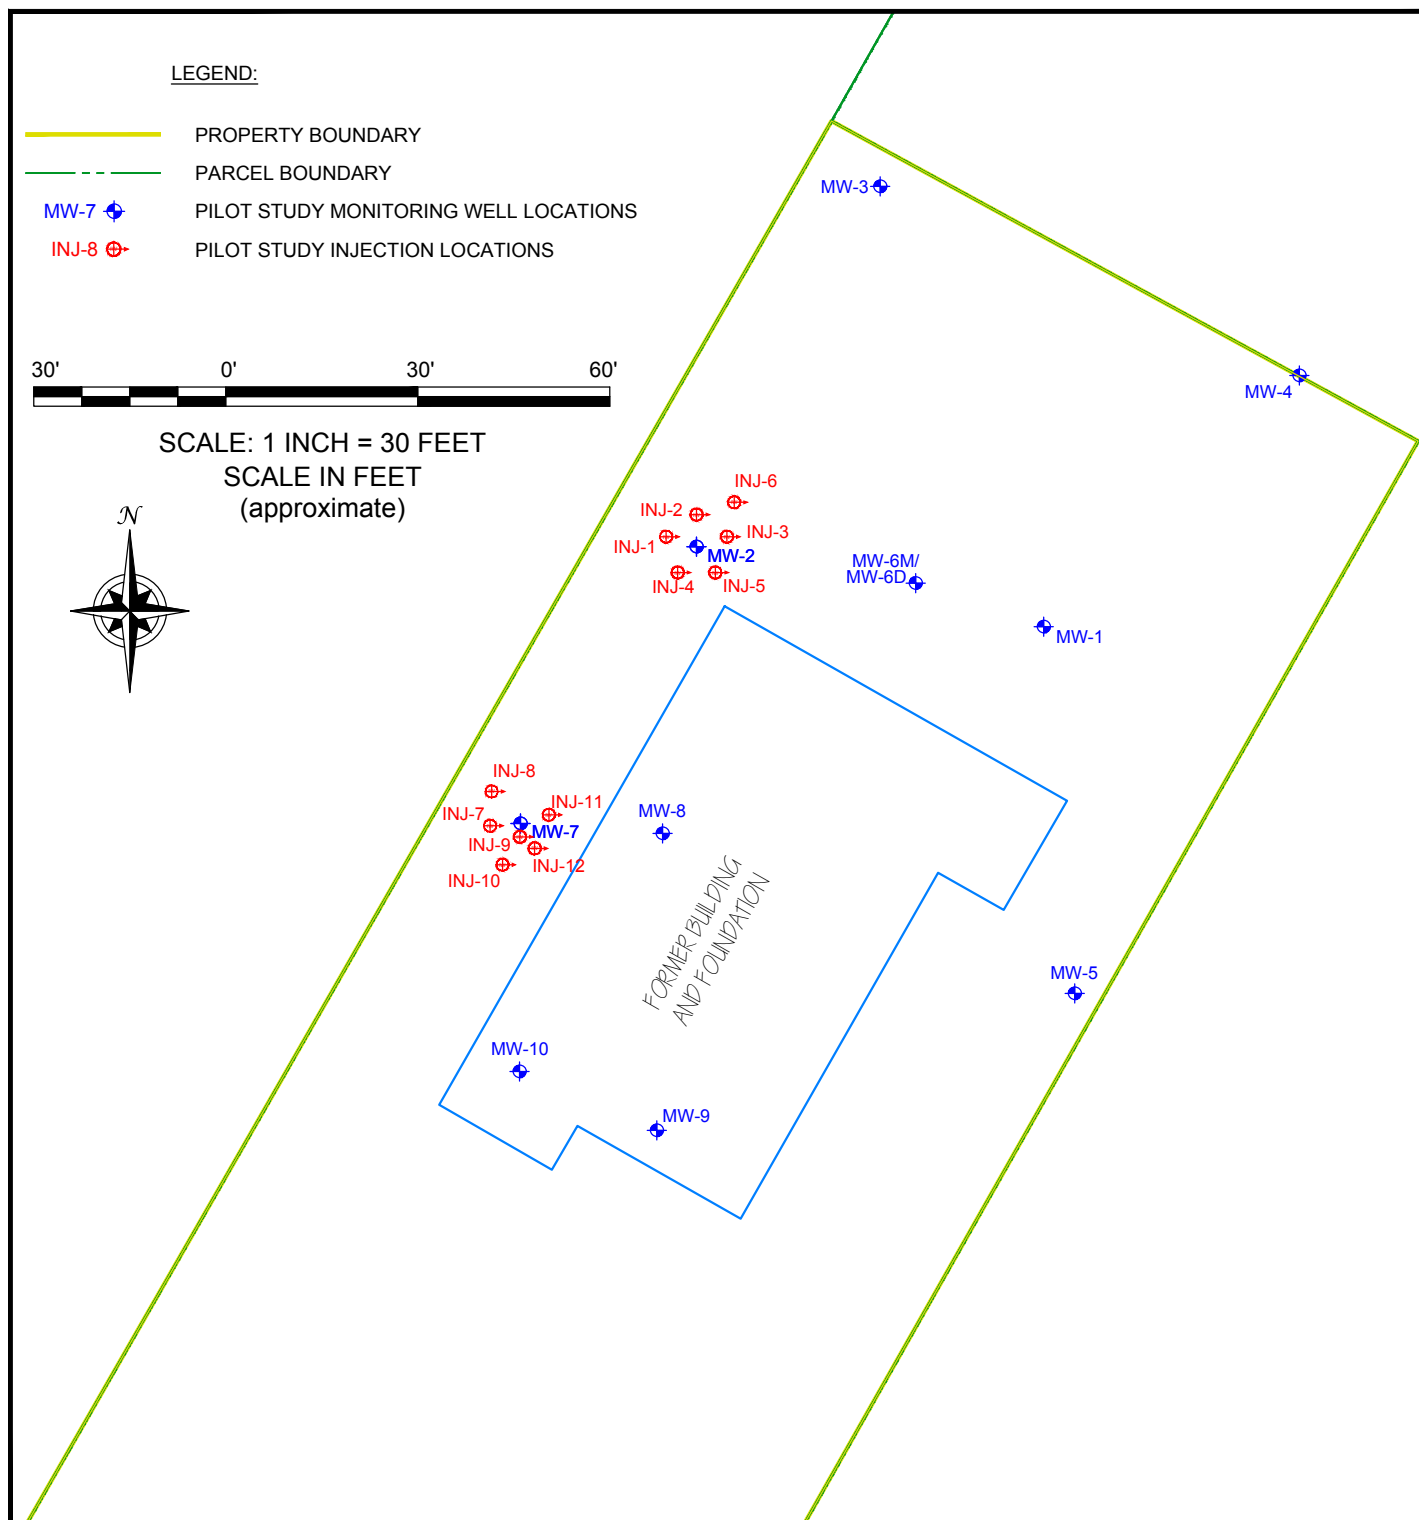 LEGEND:
PROPERTY BOUNDARY
PARCEL BOUNDARY
MW-7 PILOT STUDY MONITORING WELL LOCATIONS
INJ-8 PILOT STUDY INJECTION LOCATIONS
30' 0' 30' 60'
SCALE: 1 INCH = 30 FEET
SCALE IN FEET
(approximate)
N
MW-3
MW-4
INJ-6
INJ-2
INJ-3
INJ-1
MW-2
INJ-4
INJ-5
MW-6M/
MW-6D
MW-1
INJ-8
INJ-11
INJ-7
MW-7
INJ-9
INJ-12
INJ-10
MW-8
FORMER BUILDING
AND FOUNDATION
MW-5
MW-10
MW-9